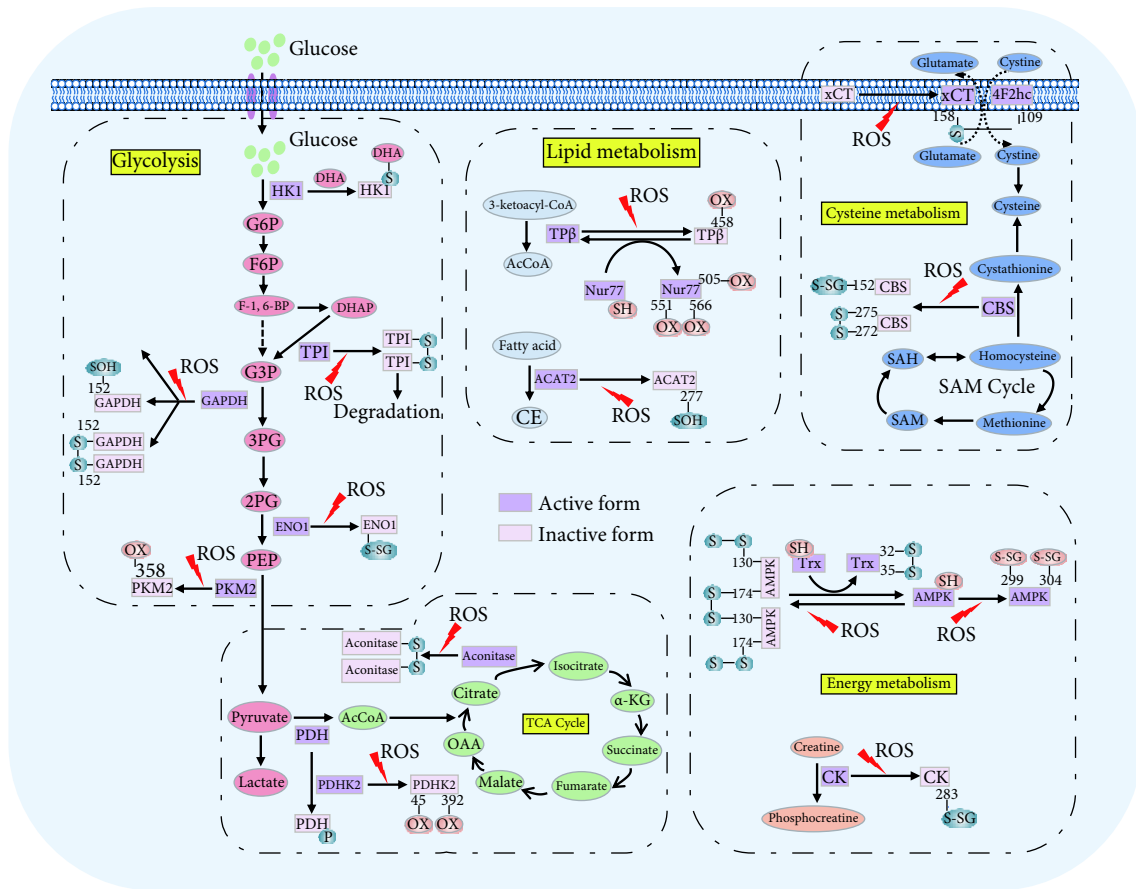 Glucose
Glucose
Glycolysis
DHA
S
DHA
HK1
HK1
G6P
F6P
F-1, 6-BP
DHAP
TPI
TPI
S
TPI
S
ROS
Degradation
G3P
ROS
SOH
152
GAPDH
GAPDH
152
S
GAPDH
S
GAPDH
152
3PG
2PG
ROS
ENO1
ENO1
S-SG
PEP
OX
358
ROS
PKM2
PKM2
Lipid metabolism
3-ketoacyl-CoA
AcCoA
ROS
OX
458
TPβ
TPβ
Nur77
SH
Nur77
505
OX
551
566
OX
OX
Fatty acid
ACAT2
ACAT2
277
SOH
ROS
CE
Active form
Inactive form
Glutamate
Cystine
xCT
xCT
4F2hc
ROS
158
109
S
Glutamate
Cystine
Cysteine metabolism
Cysteine
Cystathionine
ROS
S-SG
152
CBS
CBS
S
275
S
272
CBS
SAH
Homocysteine
SAM Cycle
SAM
Methionine
S
S
130
AMPK
S
174
S
130
AMPK
174
S
S
SH
Trx
Trx
32
S
35
S
SH
AMPK
ROS
ROS
S-SG
S-SG
299
304
AMPK
Energy metabolism
Creatine
ROS
CK
CK
283
S-SG
Phosphocreatine
ROS
Aconitase
S
Aconitase
S
Aconitase
Isocitrate
Citrate
α-KG
TCA Cycle
Pyruvate
AcCoA
PDH
OAA
Succinate
Lactate
ROS
PDHK2
PDHK2
45
392
OX
OX
Malate
Fumarate
PDH
P